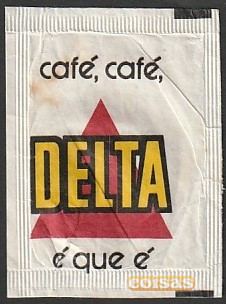 café, café,
DELTA
é que é
coisas